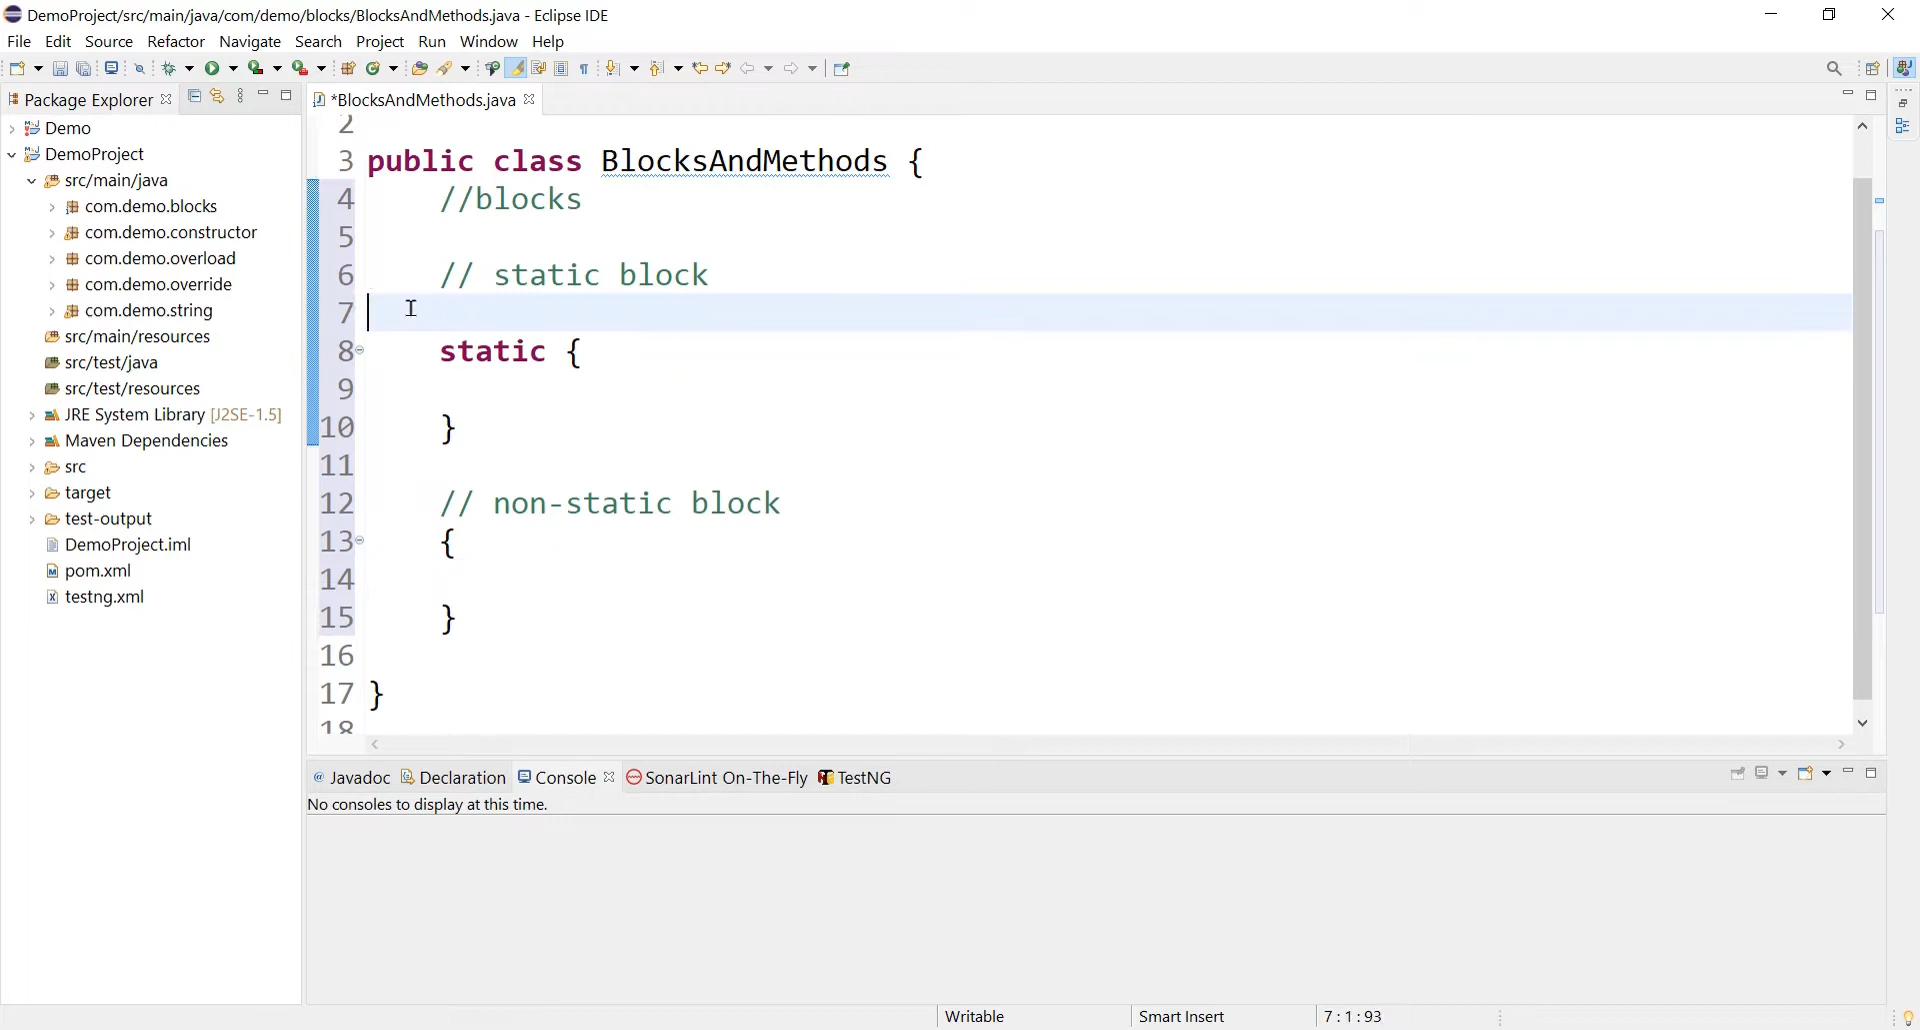 DemoProject/src/main/java/com/demo/blocks/BlocksAndMethods.java - Eclipse IDE
File Edit Source Refactor Navigate Search Project Run Window Help
Package Explorer
Demo
DemoProject
src/main/java
com.demo.blocks
com.demo.constructor
com.demo.overload
com.demo.override
com.demo.string
src/main/resources
src/test/java
src/test/resources
JRE System Library [J2SE-1.5]
Maven Dependencies
src
target
test-output
DemoProject.iml
pom.xml
testng.xml
*BlocksAndMethods.java
2
3 public class BlocksAndMethods {
4 //blocks
5
6 // static block
7
8 static {
9
10 }
11
12 // non-static block
13 {
14
15 }
16
17 }
18
@ Javadoc Declaration Console SonarLint On-The-Fly TestNG
No consoles to display at this time.
Writable Smart Insert 7 : 1 : 93